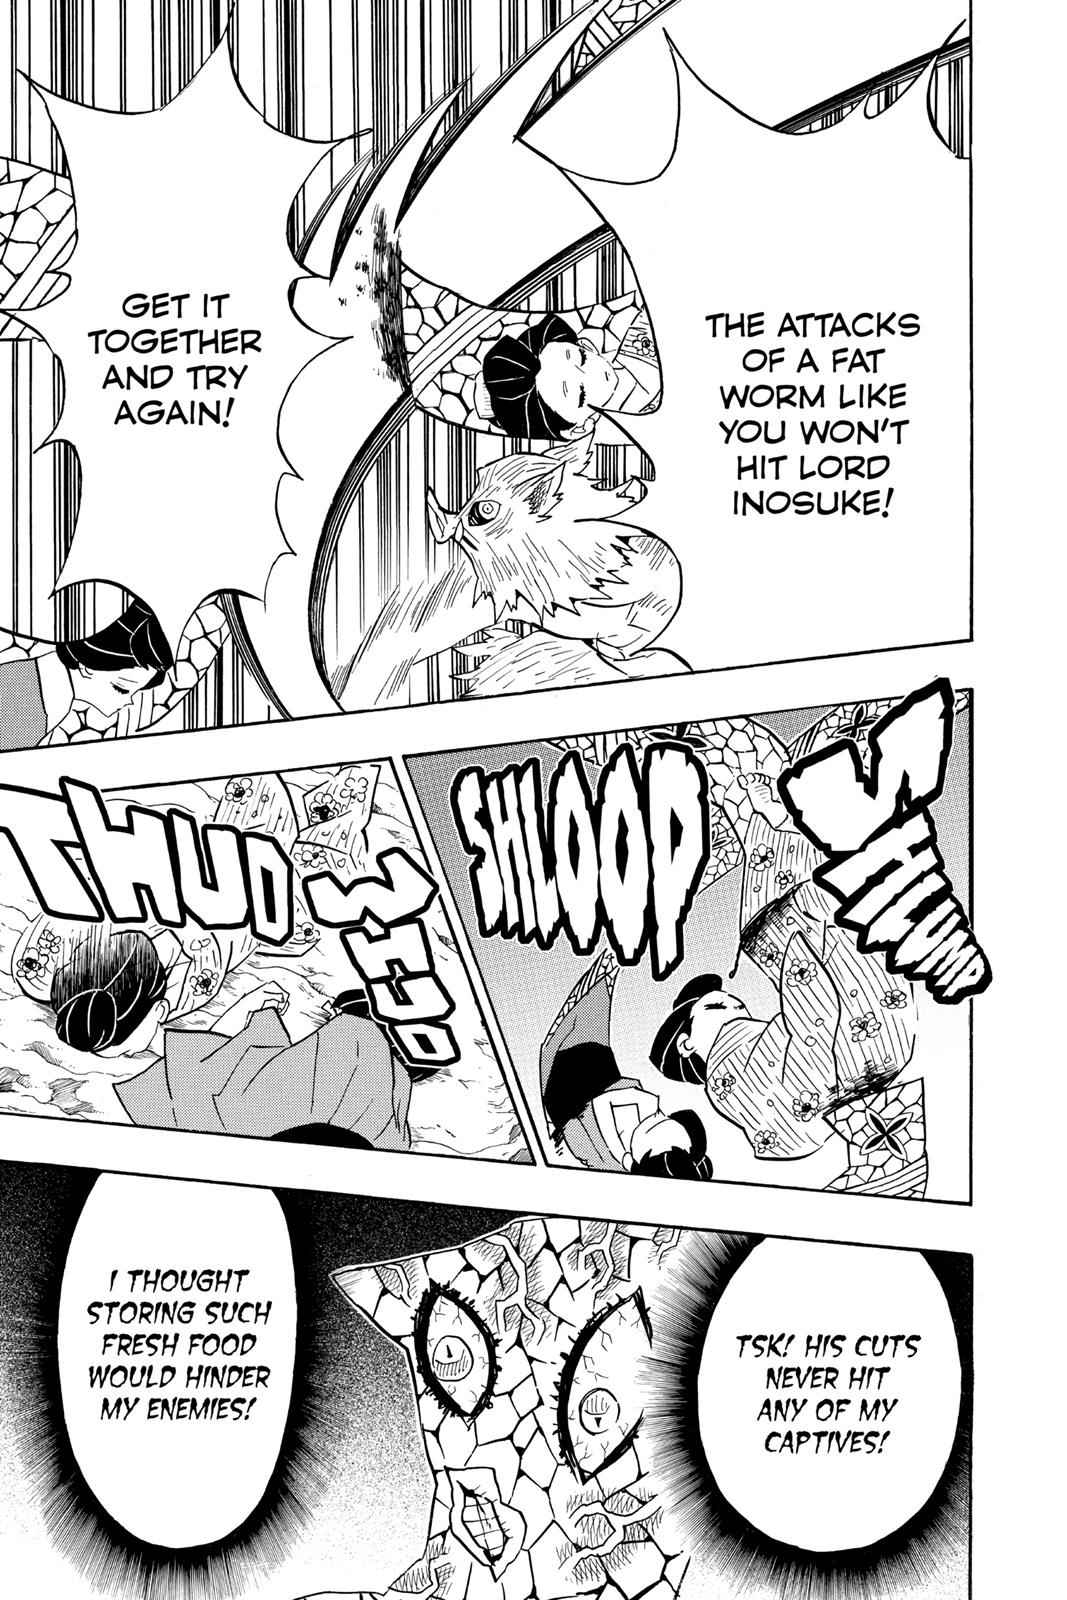 THE ATTACKS
OF A FAT
WORM LIKE
YOU WON'T
HIT LORD
INOSUKE!
GET IT
TOGETHER
AND TRY
AGAIN!
SHLUMP
SHLOOP
THUD
TSK! HIS CUTS
NEVER HIT
ANY OF MY
CAPTIVES!
I THOUGHT
STORING SUCH
FRESH FOOD
WOULD HINDER
MY ENEMIES!